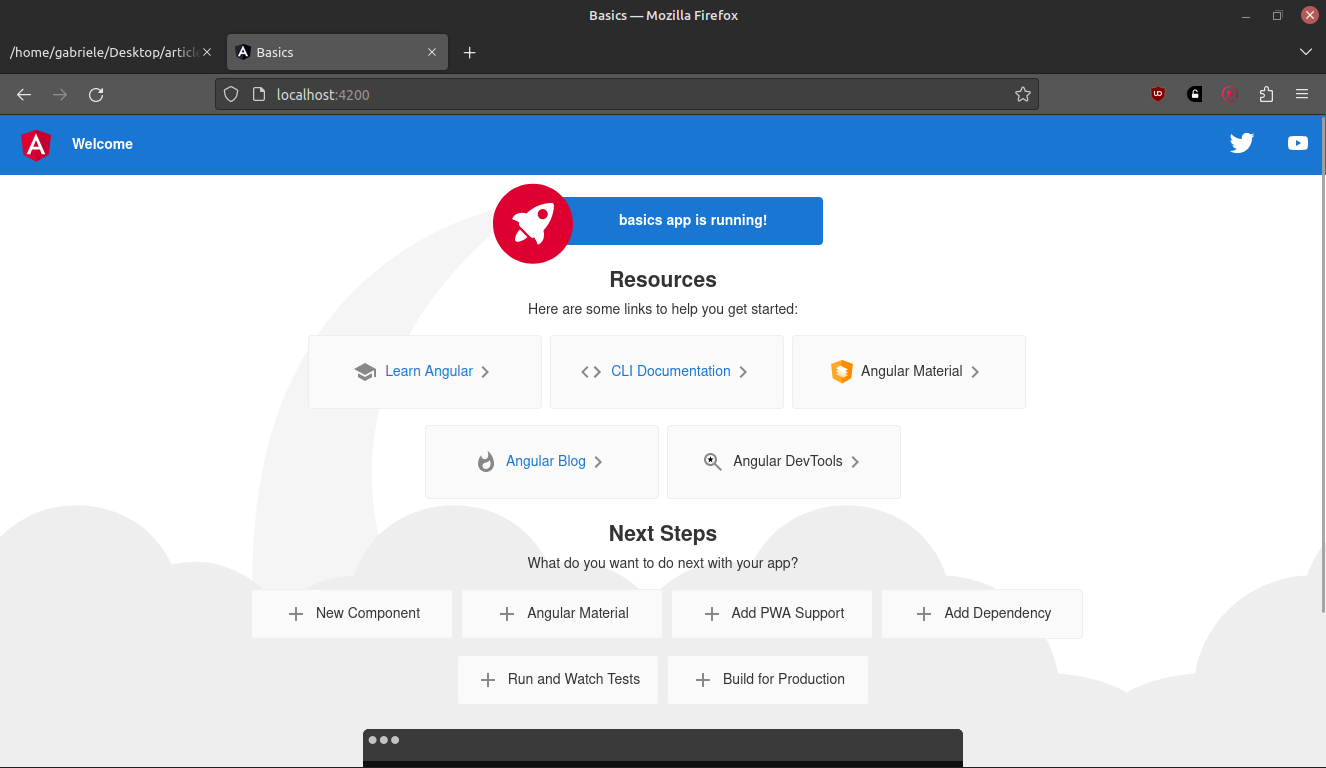 Basics — Mozilla Firefox
/home/gabriele/Desktop/article
Basics
localhost:4200
Welcome
basics app is running!
Resources
Here are some links to help you get started:
Learn Angular
CLI Documentation
Angular Material
Angular Blog
Angular DevTools
Next Steps
What do you want to do next with your app?
New Component
Angular Material
Add PWA Support
Add Dependency
Run and Watch Tests
Build for Production